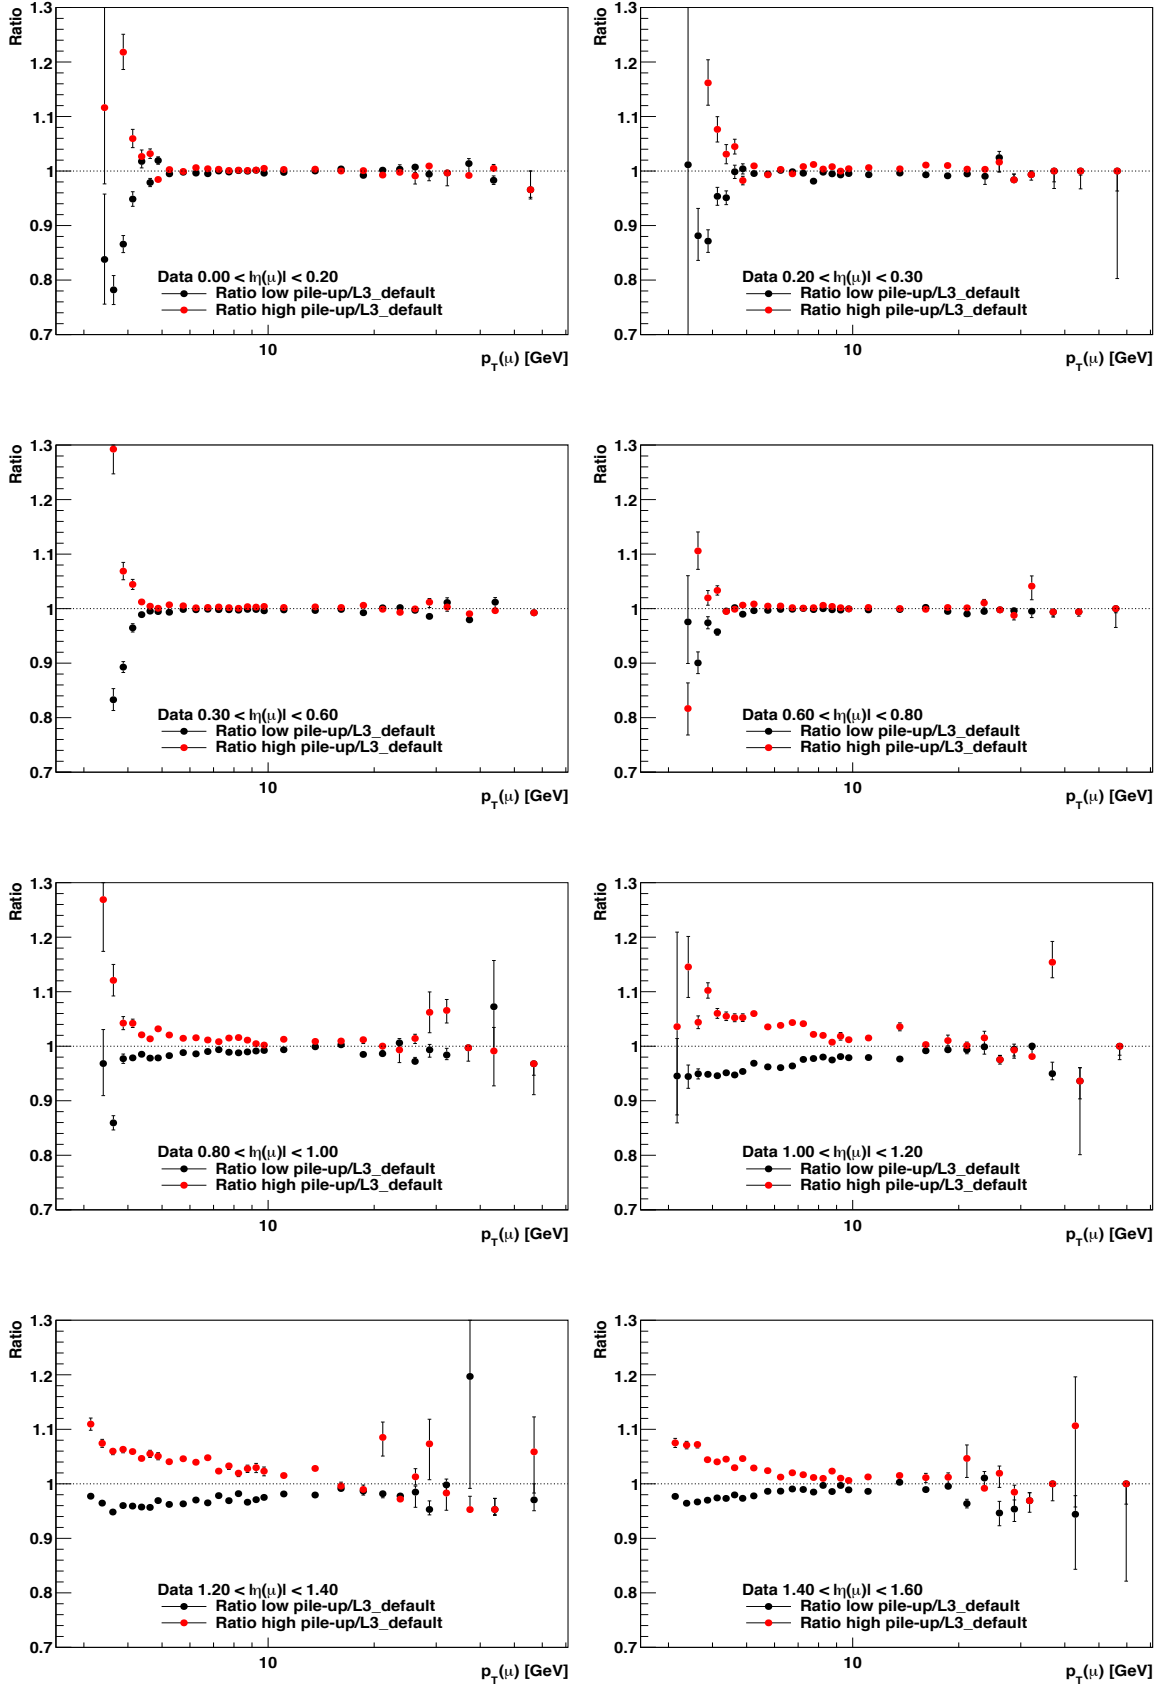 Ratio
1.3
1.2
1.1
1
0.9
0.8
0.7
Data 0.00 < |η(μ)| < 0.20
Ratio low pile-up/L3_default
Ratio high pile-up/L3_default
10
p_T(μ) [GeV]
Ratio
1.3
1.2
1.1
1
0.9
0.8
0.7
Data 0.20 < |η(μ)| < 0.30
Ratio low pile-up/L3_default
Ratio high pile-up/L3_default
10
p_T(μ) [GeV]
Ratio
1.3
1.2
1.1
1
0.9
0.8
0.7
Data 0.30 < |η(μ)| < 0.60
Ratio low pile-up/L3_default
Ratio high pile-up/L3_default
10
p_T(μ) [GeV]
Ratio
1.3
1.2
1.1
1
0.9
0.8
0.7
Data 0.60 < |η(μ)| < 0.80
Ratio low pile-up/L3_default
Ratio high pile-up/L3_default
10
p_T(μ) [GeV]
Ratio
1.3
1.2
1.1
1
0.9
0.8
0.7
Data 0.80 < |η(μ)| < 1.00
Ratio low pile-up/L3_default
Ratio high pile-up/L3_default
10
p_T(μ) [GeV]
Ratio
1.3
1.2
1.1
1
0.9
0.8
0.7
Data 1.00 < |η(μ)| < 1.20
Ratio low pile-up/L3_default
Ratio high pile-up/L3_default
10
p_T(μ) [GeV]
Ratio
1.3
1.2
1.1
1
0.9
0.8
0.7
Data 1.20 < |η(μ)| < 1.40
Ratio low pile-up/L3_default
Ratio high pile-up/L3_default
10
p_T(μ) [GeV]
Ratio
1.3
1.2
1.1
1
0.9
0.8
0.7
Data 1.40 < |η(μ)| < 1.60
Ratio low pile-up/L3_default
Ratio high pile-up/L3_default
10
p_T(μ) [GeV]